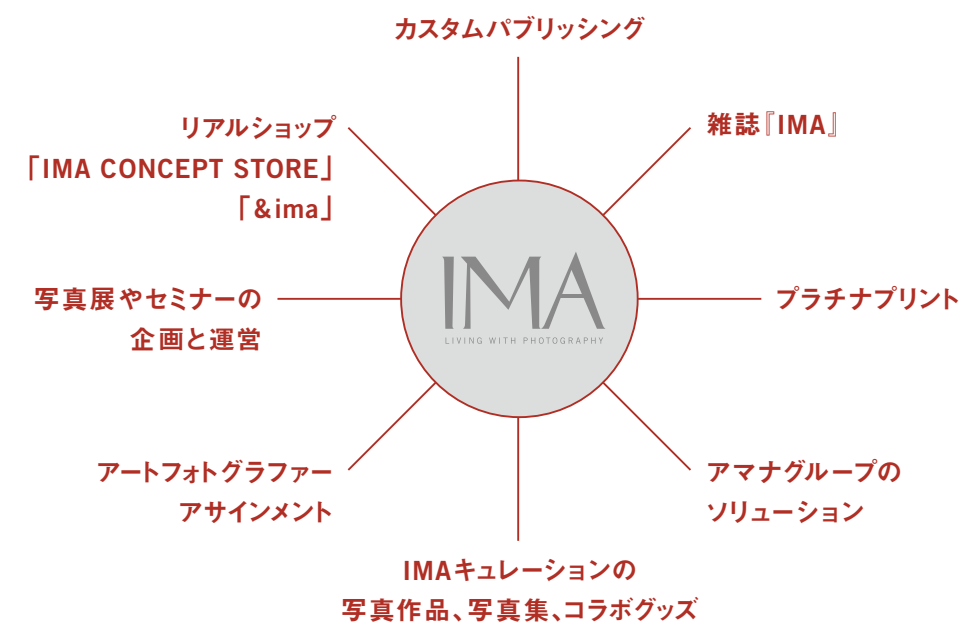 カスタムパブリッシング
雑誌『IMA』
リアルショップ
「IMA CONCEPT STORE」
「&ima」
IMA
LIVING WITH PHOTOGRAPHY
写真展やセミナーの
企画と運営
プラチナプリント
アートフォトグラファー
アサインメント
アマナグループの
ソリューション
IMAキュレーションの
写真作品、写真集、コラボグッズ